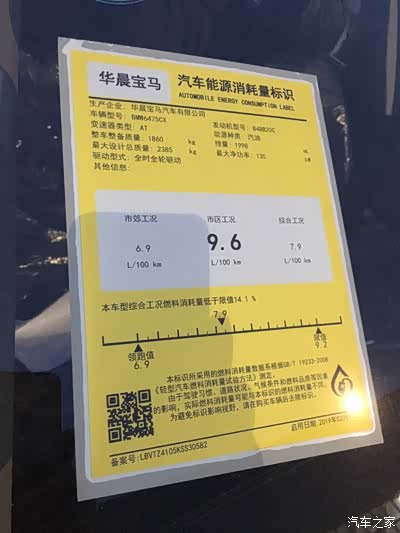 华晨宝马
汽车能源消耗量标识
AUTOMOBILE ENERGY CONSUMPTION LABEL
生产企业：华晨宝马汽车有限公司
车辆型号：BMW6475CX 发动机型号：B48B20C
变速器类型：AT 能源种类：汽油
整车整备质量：1860 kg 排量：1998 mL
最大设计总质量：2385 kg 最大净功率：135 kW
驱动型式：全时全轮驱动
其他信息：
市郊工况 市区工况 综合工况
6.9 9.6 7.9
L/100 km L/100 km L/100 km
本车型综合工况燃料消耗量低于限值14.1 %
7.9
领跑值 限值
6.9 9.2
本标识所采用的燃料消耗量数据系根据GB/T 19233-2008
《轻型汽车燃料消耗量试验方法》测定。
由于驾驶习惯、道路状况、气候条件和燃料品质等因素
的影响，实际燃料消耗量可能与本标识的燃料消耗量不同。
为避免标识影响视野，请在购买车辆后去除标识。
备案号：LBVTZ4105KSS30582
启用日期：2019年03月
汽车之家